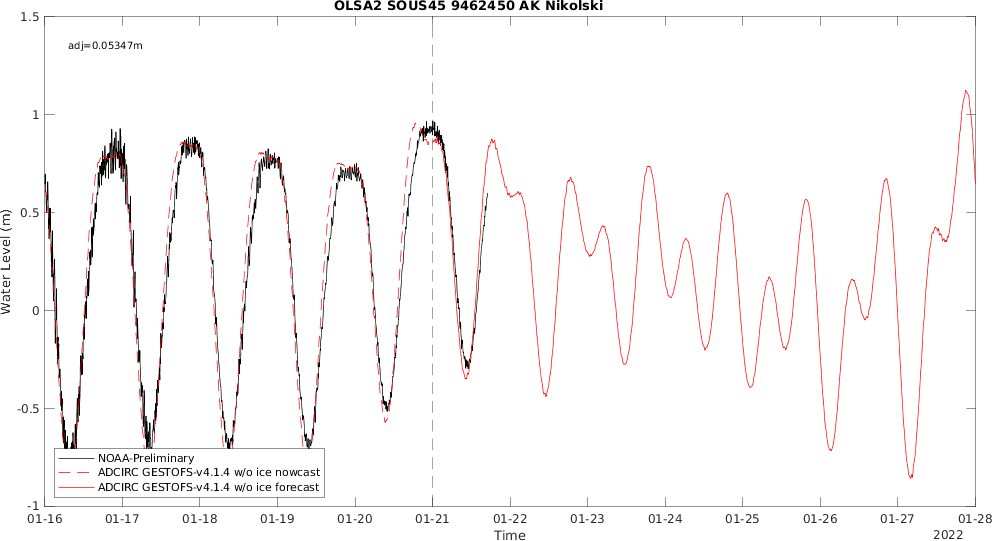 OLSA2 SOUS45 9462450 AK Nikolski
adj=0.05347m
Water Level (m)
1.5
1
0.5
0
-0.5
-1
NOAA-Preliminary
ADCIRC GESTOFS-v4.1.4 w/o ice nowcast
ADCIRC GESTOFS-v4.1.4 w/o ice forecast
01-16 01-17 01-18 01-19 01-20 01-21 01-22 01-23 01-24 01-25 01-26 01-27 01-28
Time
2022